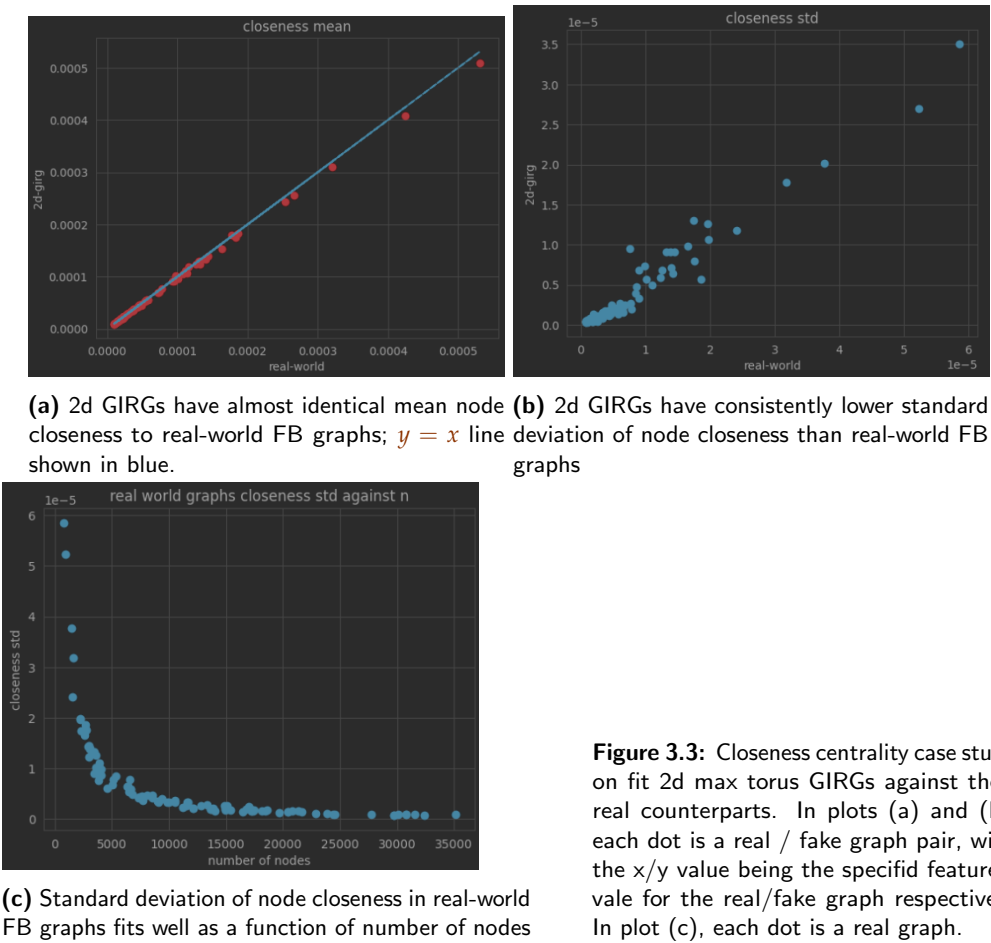 closeness mean
0.0005
0.0004
0.0003
0.0002
0.0001
0.0000
2d-girg
0.0000 0.0001 0.0002 0.0003 0.0004 0.0005
real-world
closeness std
1e−5
3.5
3.0
2.5
2.0
1.5
1.0
0.5
0.0
2d-girg
0 1 2 3 4 5 6
1e−5
real-world
(a) 2d GIRGs have almost identical mean node
closeness to real-world FB graphs; y = x line
shown in blue.
(b) 2d GIRGs have consistently lower standard
deviation of node closeness than real-world FB
graphs
real world graphs closeness std against n
1e−5
6
5
4
3
2
1
0
closeness std
0 5000 10000 15000 20000 25000 30000 35000
number of nodes
(c) Standard deviation of node closeness in real-world
FB graphs fits well as a function of number of nodes
Figure 3.3: Closeness centrality case stu
on fit 2d max torus GIRGs against the
real counterparts. In plots (a) and (
each dot is a real / fake graph pair, wi
the x/y value being the specifid feature
vale for the real/fake graph respective
In plot (c), each dot is a real graph.